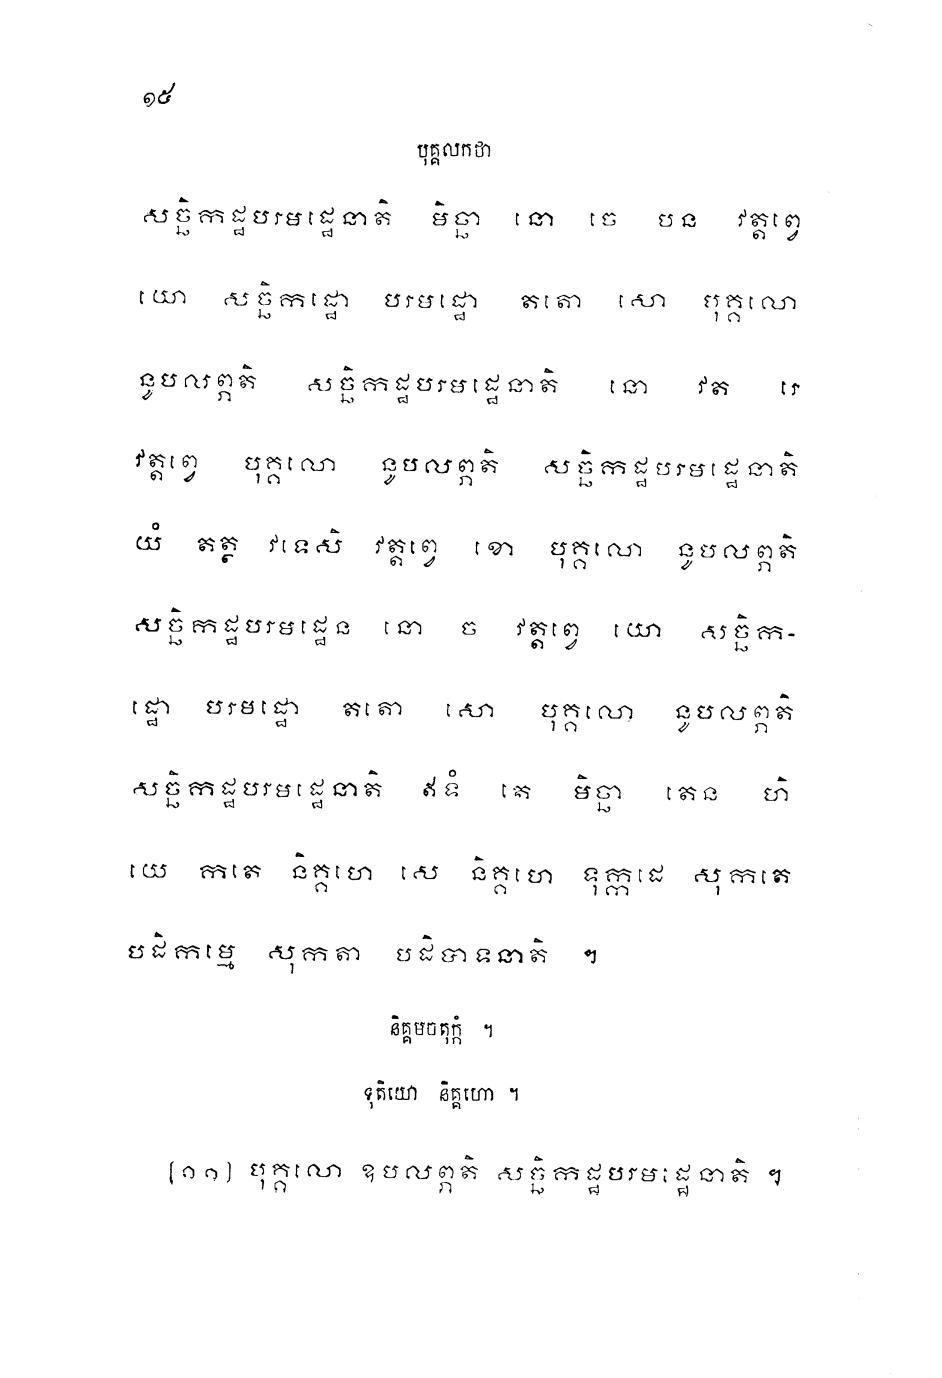 ១៥
បុគ្គលកថា
សច្ចិកដ្ឋបរមដ្ឋេនាតិ មិច្ឆា នោ ចេ បន វត្តព្វេ
យោ សច្ចិកដ្ឋោ បរមដ្ឋោ តតោ សោ បុគ្គលោ
នូបលព្ភតិ សច្ចិកដ្ឋបរមដ្ឋេនាតិ នោ វត រេ
វត្តព្វេ បុគ្គលោ នូបលព្ភតិ សច្ចិកដ្ឋបរមដ្ឋេនាតិ
យំ តត្ថ វទេសិ វត្តព្វេ ខោ បុគ្គលោ នូបលព្ភតិ
សច្ចិកដ្ឋបរមដ្ឋេន នោ ច វត្តព្វេ យោ សច្ចិក-
ដ្ឋោ បរមដ្ឋោ តតោ សោ បុគ្គលោ នូបលព្ភតិ
សច្ចិកដ្ឋបរមដ្ឋេនាតិ ឥទំ តេ មិច្ឆា តេន ហិ
យេ កតេ និគ្គហេ សេ និគ្គហេ ទុក្កដេ សុកតេ
បដិកម្មេ សុកតា បដិបាទនាតិ ។
និគ្គមចតុក្កំ ។
ទុតិយោ និគ្គហោ ។
[១១] បុគ្គលោ ឧបលព្ភតិ សច្ចិកដ្ឋបរមដ្ឋេនាតិ ។